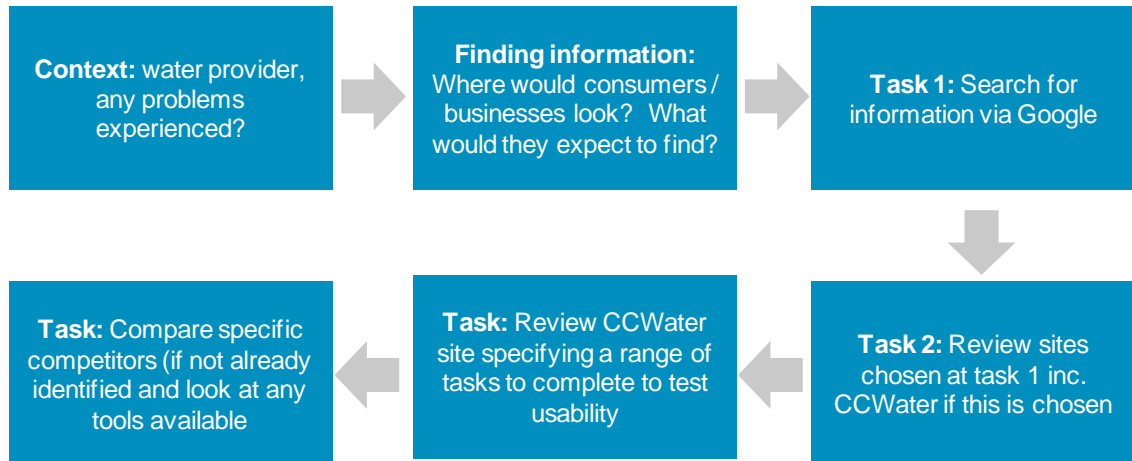 Context: water provider,
any problems
experienced?
Finding information:
Where would consumers /
businesses look? What
would they expect to find?
Task 1: Search for
information via Google
Task 2: Review sites
chosen at task 1 inc.
CCWater if this is chosen
Task: Review CCWater
site specifying a range of
tasks to complete to test
usability
Task: Compare specific
competitors (if not already
identified and look at any
tools available